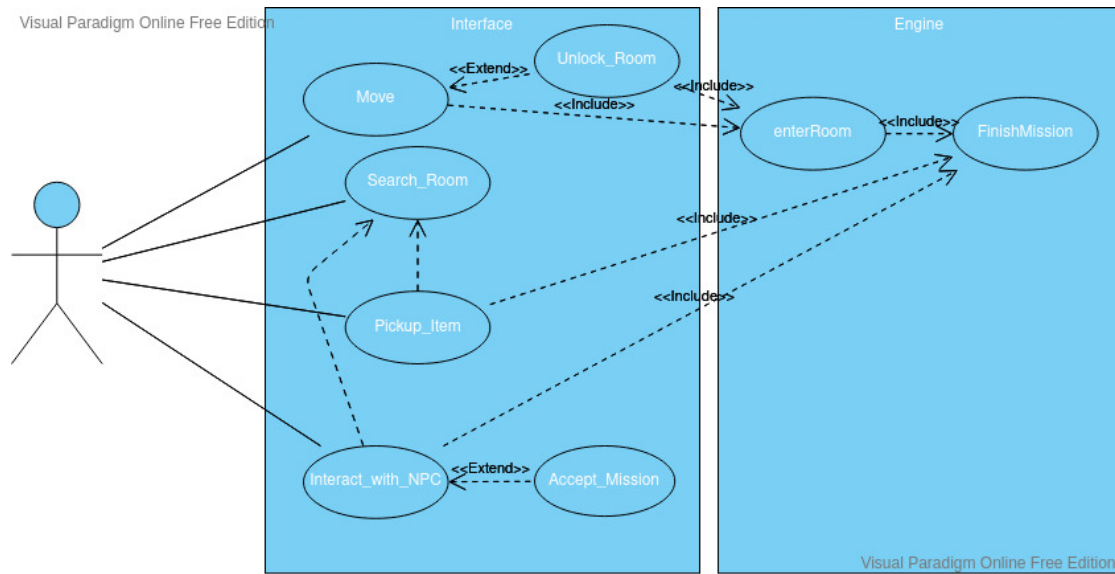 Visual Paradigm Online Free Edition
Interface
Engine
Unlock_Room
<<Extend>>
Move
<<Include>>
<<Include>>
enterRoom
<<Include>>
FinishMission
Search_Room
<<Include>>
<<Include>>
Pickup_Item
Interact_with_NPC
<<Extend>>
Accept_Mission
Visual Paradigm Online Free Edition